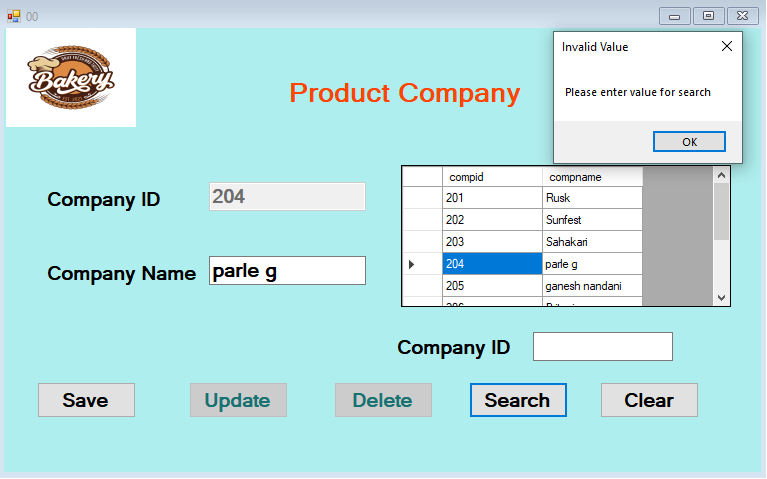 00
Bakery
Product Company
Invalid Value
Please enter value for search
OK
Company ID
204
Company Name
parle g
compid compname
201 Rusk
202 Sunfest
203 Sahakari
204 parle g
205 ganesh nandani
Company ID
Save
Update
Delete
Search
Clear